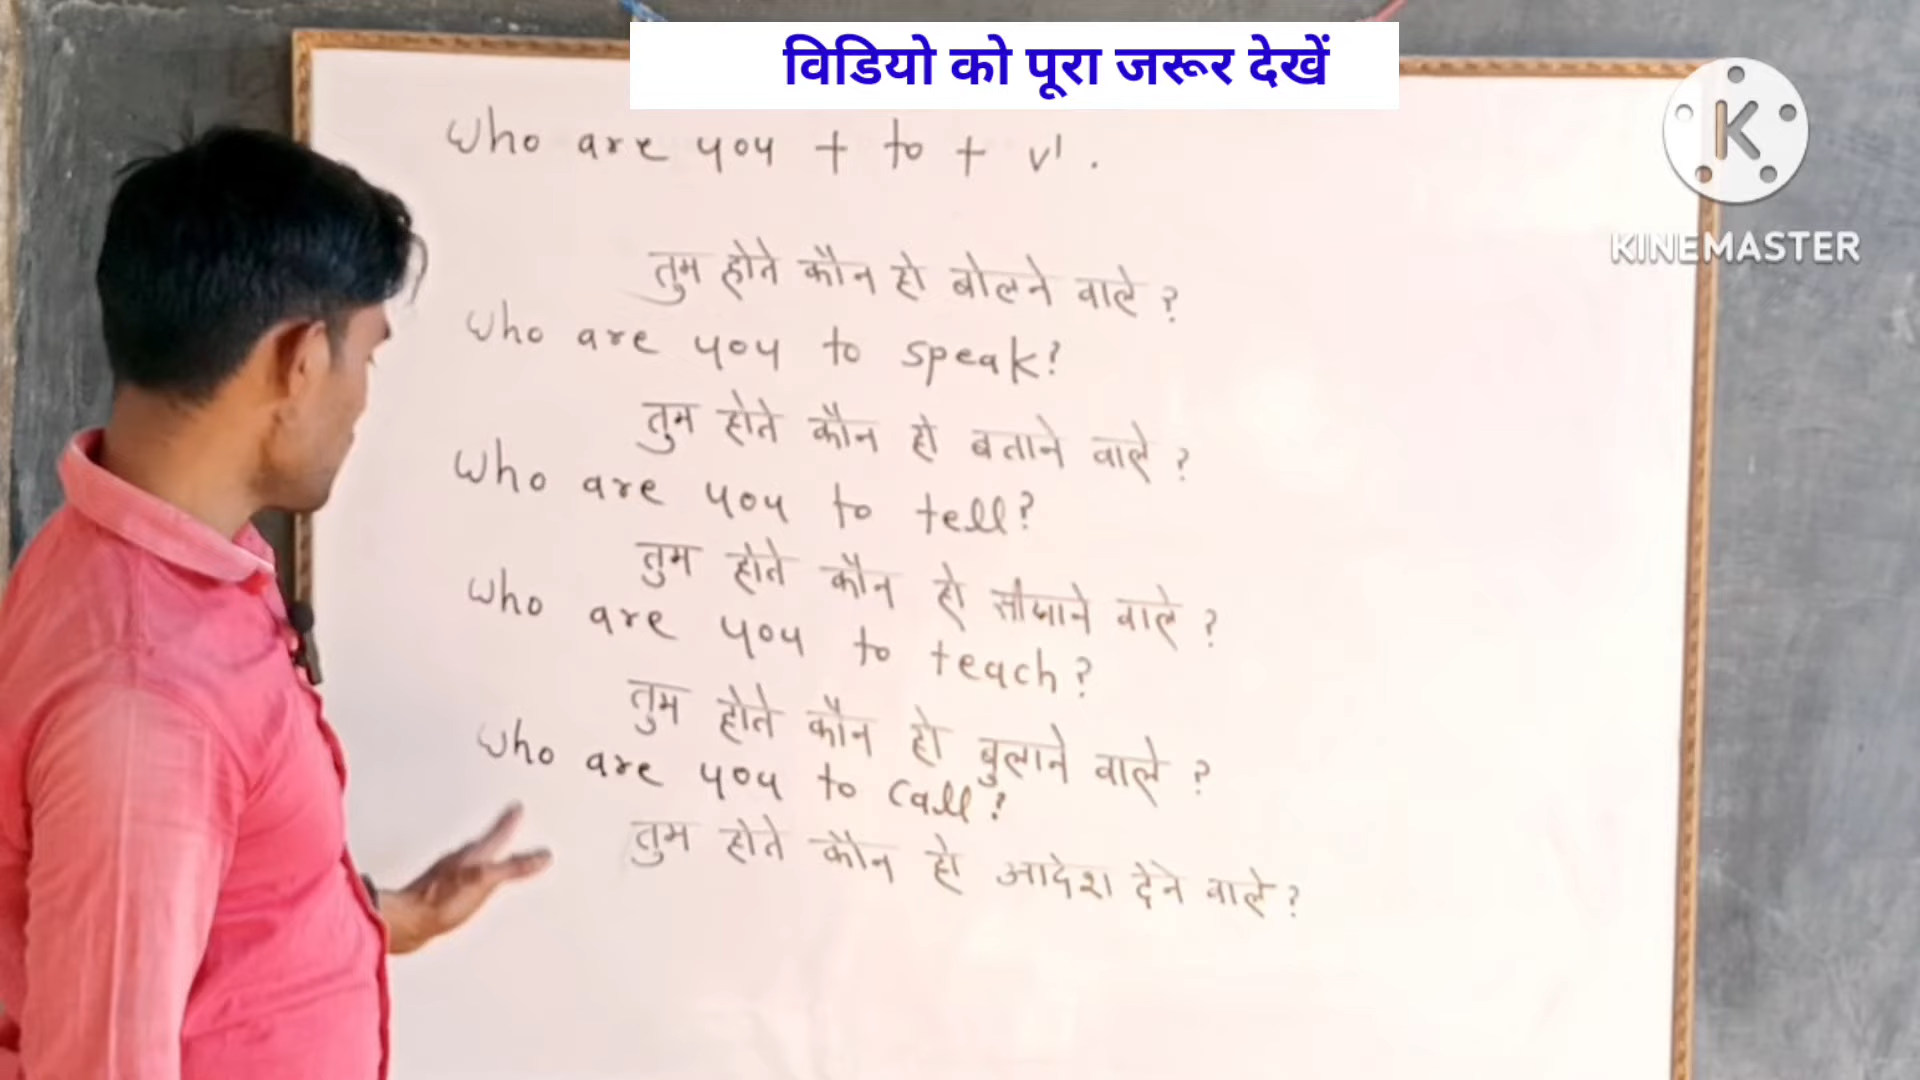 विडियो को पूरा जरूर देखें
KINEMASTER
who are you + to + v¹ .
तुम होते कौन हो बोलने वाले ?
who are you to speak?
तुम होते कौन हो बताने वाले ?
who are you to tell?
तुम होते कौन हो सीखाने वाले ?
who are you to teach?
तुम होते कौन हो बुलाने वाले ?
who are you to call?
तुम होते कौन हो आदेश देने वाले ?